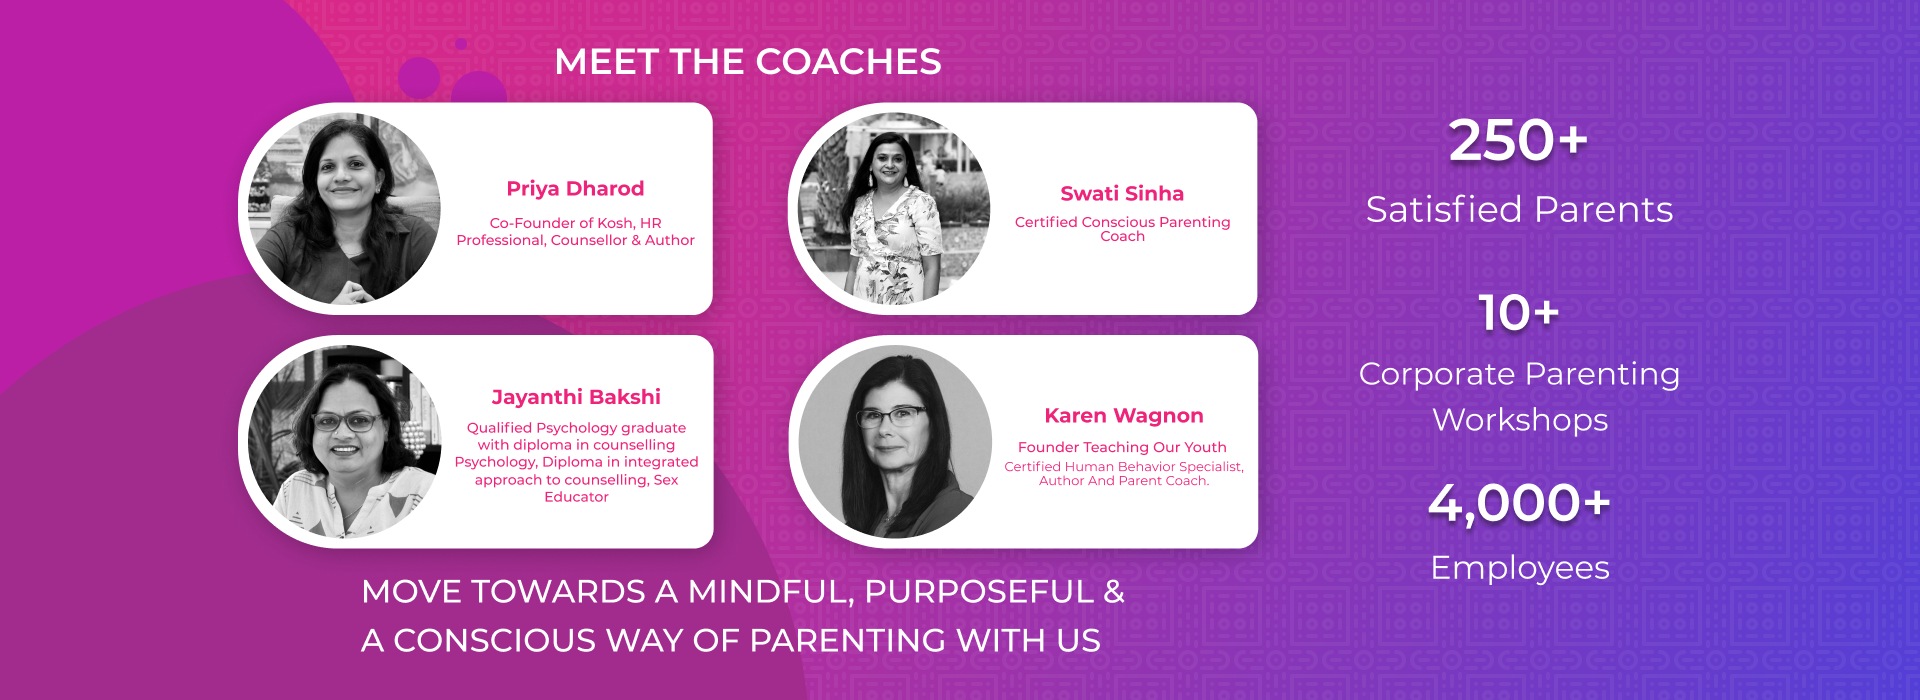 MEET THE COACHES
Priya Dharod
Co-Founder of Kosh, HR
Professional, Counsellor & Author
Swati Sinha
Certified Conscious Parenting
Coach
Jayanthi Bakshi
Qualified Psychology graduate
with diploma in counselling
Psychology, Diploma in integrated
approach to counselling, Sex
Educator
Karen Wagnon
Founder Teaching Our Youth
Certified Human Behavior Specialist,
Author And Parent Coach.
MOVE TOWARDS A MINDFUL, PURPOSEFUL &
A CONSCIOUS WAY OF PARENTING WITH US
250+
Satisfied Parents
10+
Corporate Parenting
Workshops
4,000+
Employees